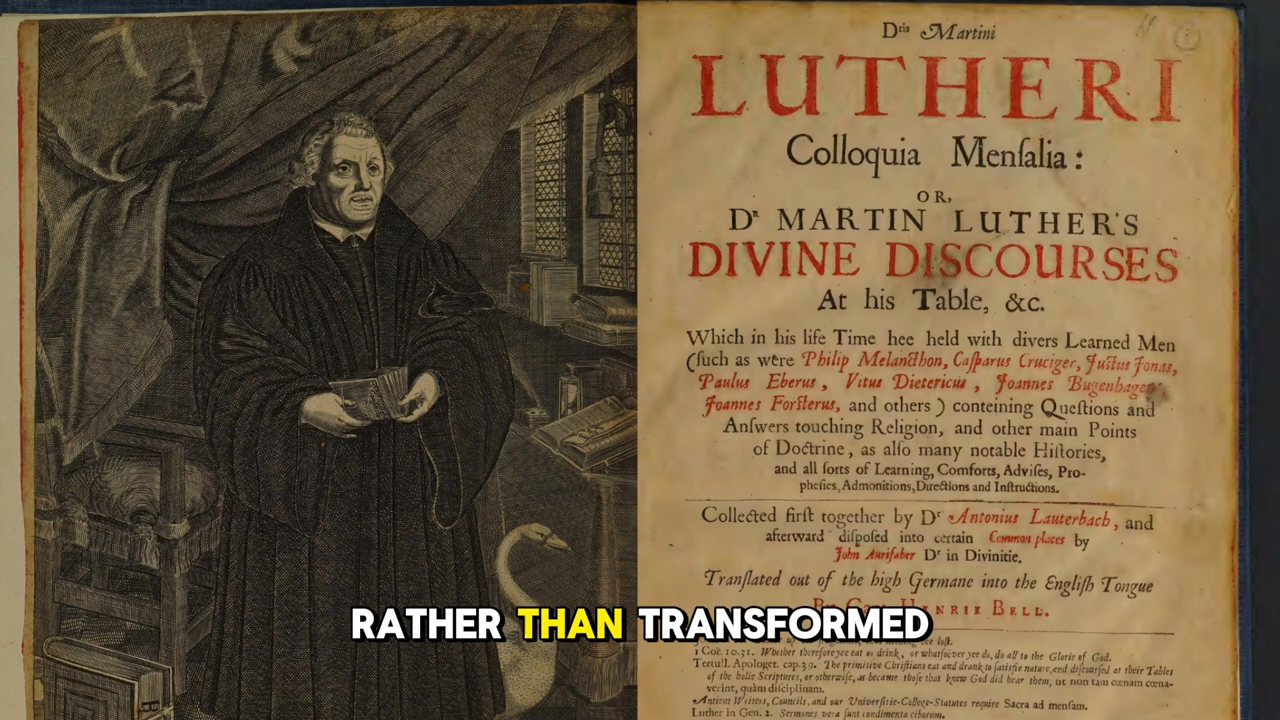 Dris Martini
LUTHERI
Colloquia Menſalia:
OR,
Dr MARTIN LUTHER'S
DIVINE DISCOURSES
At his Table, &c.
Which in his life Time hee held with divers Learned Men
(ſuch as were Philip Melancthon, Caſparus Cruciger, Juſtus Jonas,
Paulus Eberus, Vitus Dietericus, Joannes Bugenhagen,
Joannes Forſterus, and others) conteining Queſtions and
Anſwers touching Religion, and other main Points
of Doctrine, as alſo many notable Hiſtories,
and all ſorts of Learning, Comforts, Adviſes, Pro-
pheſies, Admonitions, Directions and Inſtructions.
Collected firſt together by Dr Antonius Lauterbach, and
afterward diſpoſed into certain Common places by
John Aurifaber Dr in Divinitie.
Tranſlated out of the high Germane into the Engliſh Tongue
HENRIE BELL.
RATHER THAN TRANSFORMED
loſt.
1 Cor. 10.31. Whether therefore yee eat or drink, or whatſoever yee do, do all to the Glorie of God.
Tertull. Apologet. cap. 39. The primitive Chriſtians eat and drank to ſatisfie nature, and diſcourſed at their Tables
of the holie Scriptures, or otherwiſe, as became thoſe that knew God did hear them, ut non tam cœnam cœna-
verint, quàm diſciplinam.
Antient Writers, Councils, and our Univerſitie-College-Statutes require Sacra ad menſam.
Luther in Gen. 2. Sermones vera ſunt condimenta ciborum.